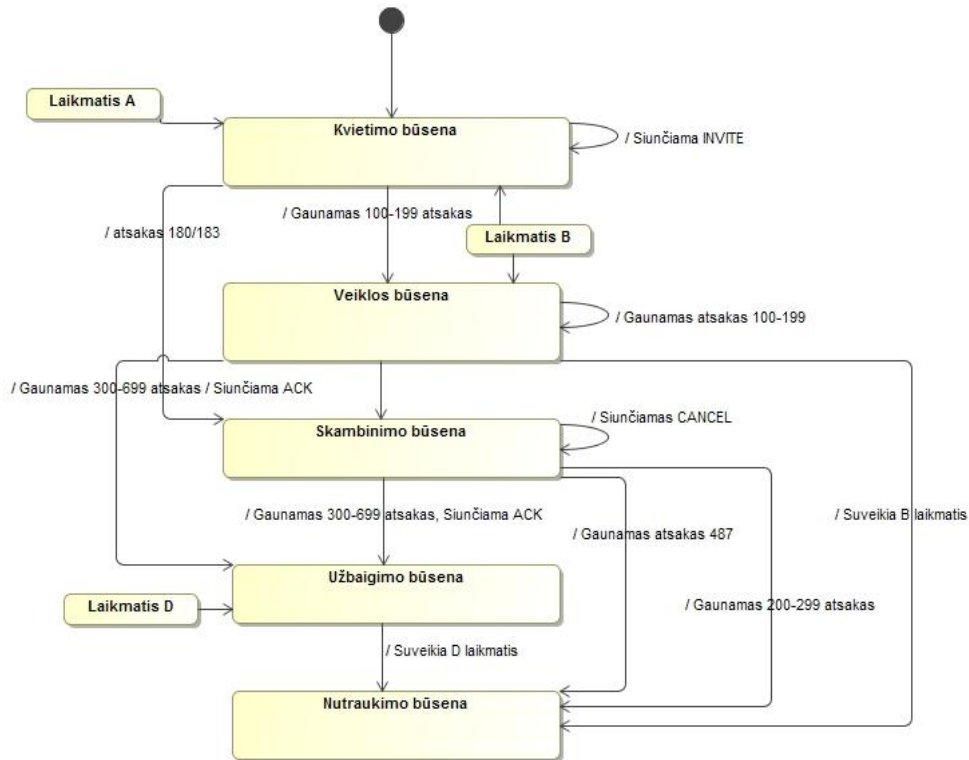 Laikmatis A
Kvietimo būsena
/ Siunčiama INVITE
/ Gaunamas 100-199 atsakas
/ atsakas 180/183
Laikmatis B
Veiklos būsena
/ Gaunamas atsakas 100-199
/ Gaunamas 300-699 atsakas / Siunčiama ACK
/ Siunčiamas CANCEL
Skambinimo būsena
/ Gaunamas 300-699 atsakas, Siunčiama ACK
/ Suveikia B laikmatis
/ Gaunamas atsakas 487
Užbaigimo būsena
Laikmatis D
/ Gaunamas 200-299 atsakas
/ Suveikia D laikmatis
Nutraukimo būsena